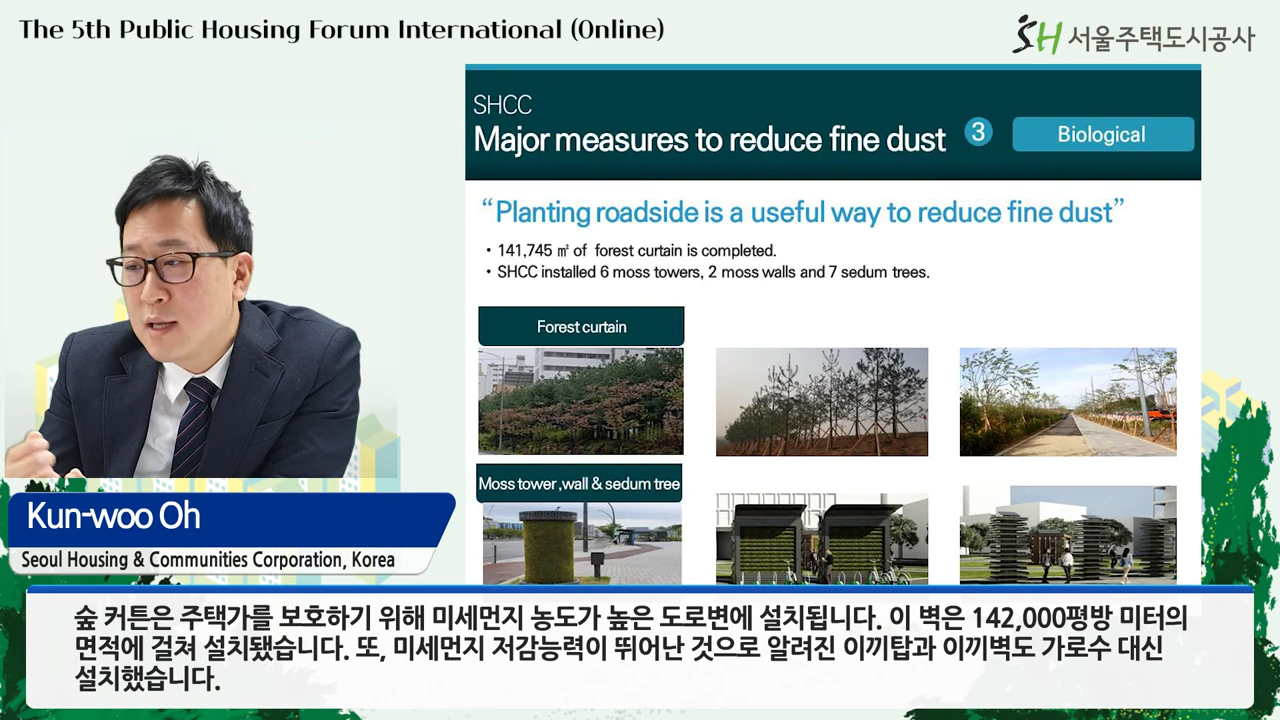 The 5th Public Housing Forum International (Online)
SH 서울주택도시공사
SHCC
Major measures to reduce fine dust 3 Biological
“Planting roadside is a useful way to reduce fine dust”
· 141,745 ㎡ of forest curtain is completed.
· SHCC installed 6 moss towers, 2 moss walls and 7 sedum trees.
Forest curtain
Moss tower ,wall & sedum tree
Kun-woo Oh
Seoul Housing & Communities Corporation, Korea
숲 커튼은 주택가를 보호하기 위해 미세먼지 농도가 높은 도로변에 설치됩니다. 이 벽은 142,000평방 미터의
면적에 걸쳐 설치됐습니다. 또, 미세먼지 저감능력이 뛰어난 것으로 알려진 이끼탑과 이끼벽도 가로수 대신
설치했습니다.